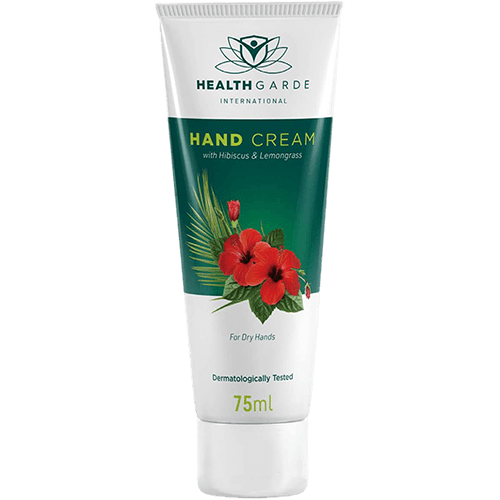 HEALTHGARDE
INTERNATIONAL
HAND CREAM
with Hibiscus & Lemongrass
For Dry Hands
Dermatologically Tested
75ml